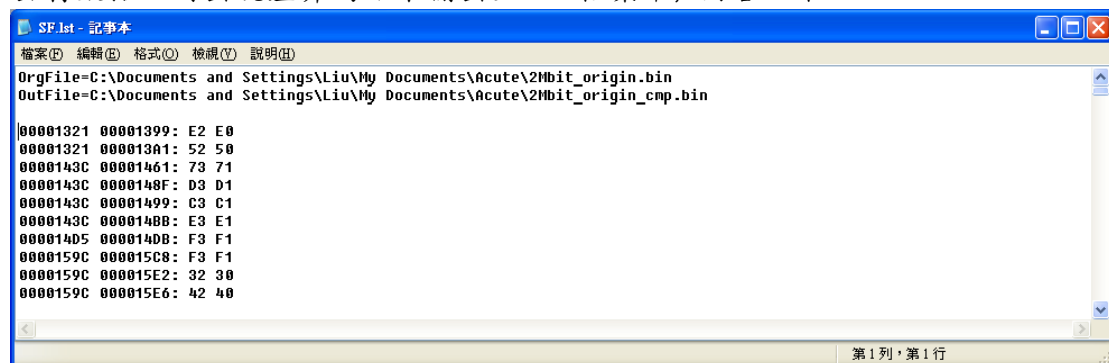 SF.lst - 記事本
檔案(F) 編輯(E) 格式(O) 檢視(V) 說明(H)
OrgFile=C:\Documents and Settings\Liu\My Documents\Acute\2Mbit_origin.bin
OutFile=C:\Documents and Settings\Liu\My Documents\Acute\2Mbit_origin_cmp.bin
00001321 00001399: E2 E0
00001321 000013A1: 52 50
0000143C 00001461: 73 71
0000143C 0000148F: D3 D1
0000143C 00001499: C3 C1
0000143C 000014BB: E3 E1
000014D5 000014DB: F3 F1
0000159C 000015C8: F3 F1
0000159C 000015E2: 32 30
0000159C 000015E6: 42 40
第1列，第1行